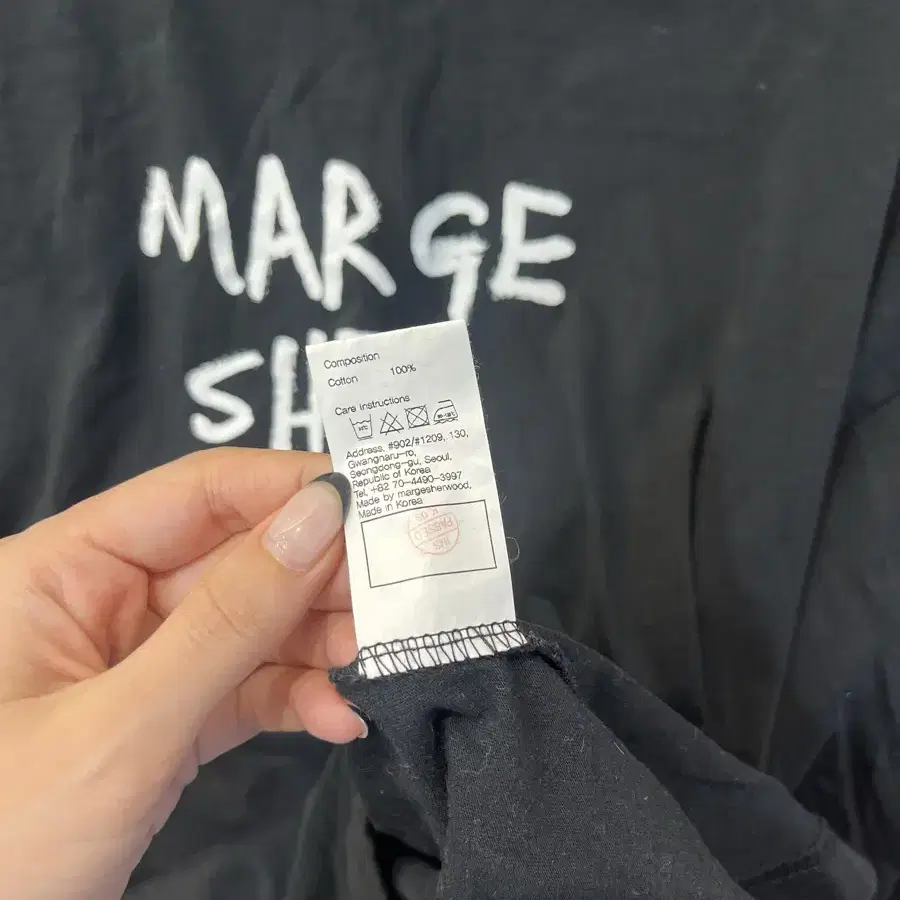 MARGE
SH
Composition
Cotton 100%
Care Instructions
Address. #902/#1209, 130,
Gwangnaru-ro,
Seongdong-gu, Seoul,
Republic of Korea
Tel. +82 70-4490-3997
Made by margesherwood,
Made in Korea
PASSED